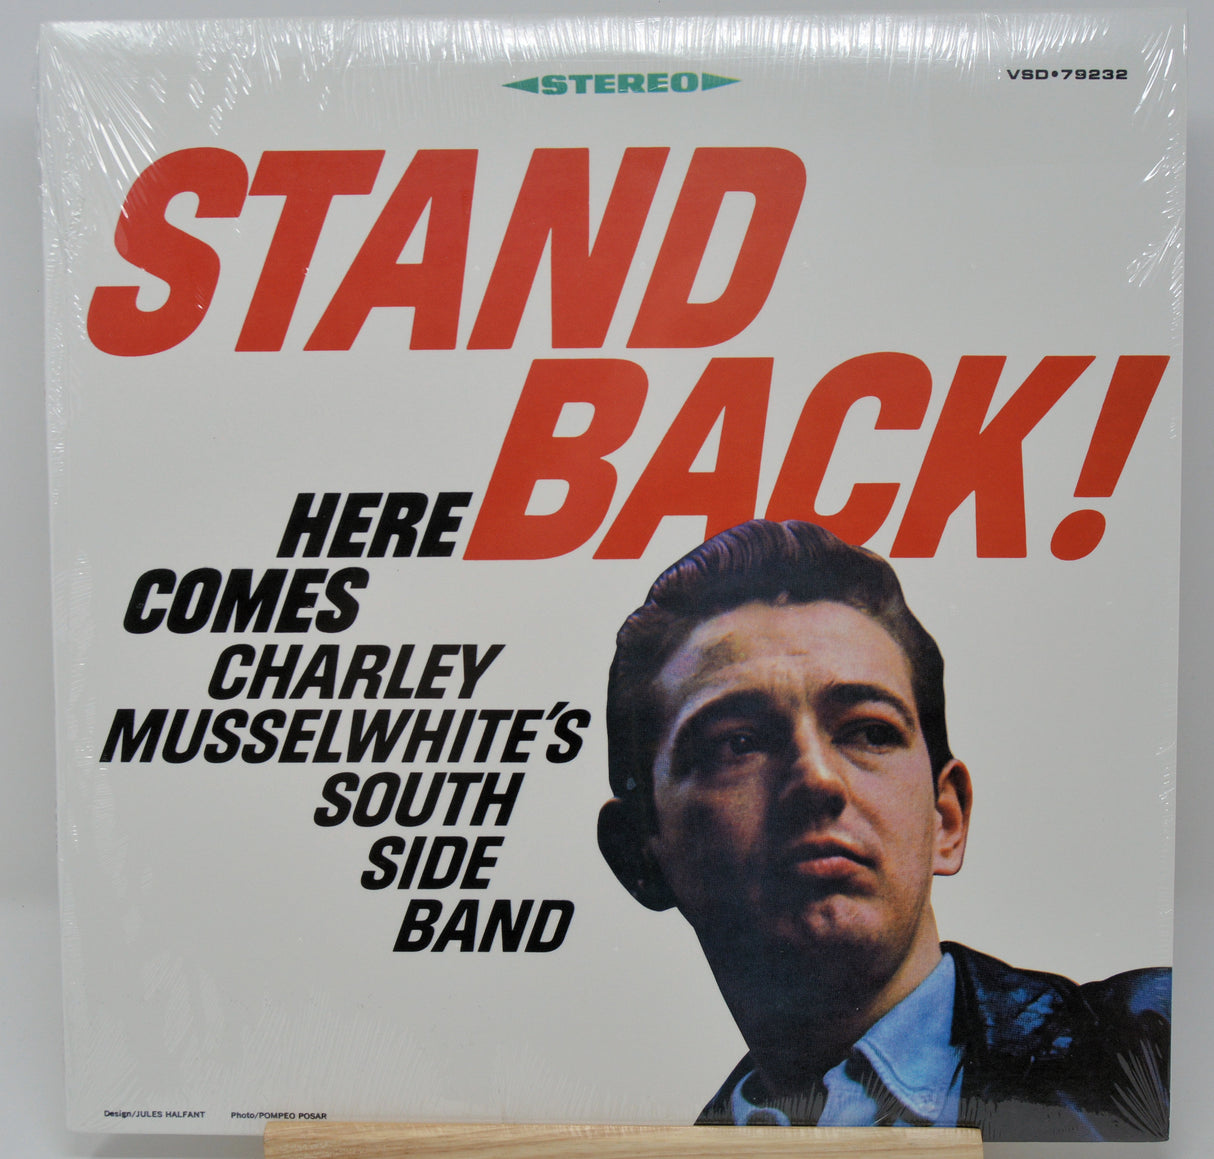 STEREO
VSD•79232
STAND
BACK!
HERE
COMES
CHARLEY
MUSSELWHITE'S
SOUTH
SIDE
BAND
Design/JULES HALFANT Photo/POMPEO POSAR